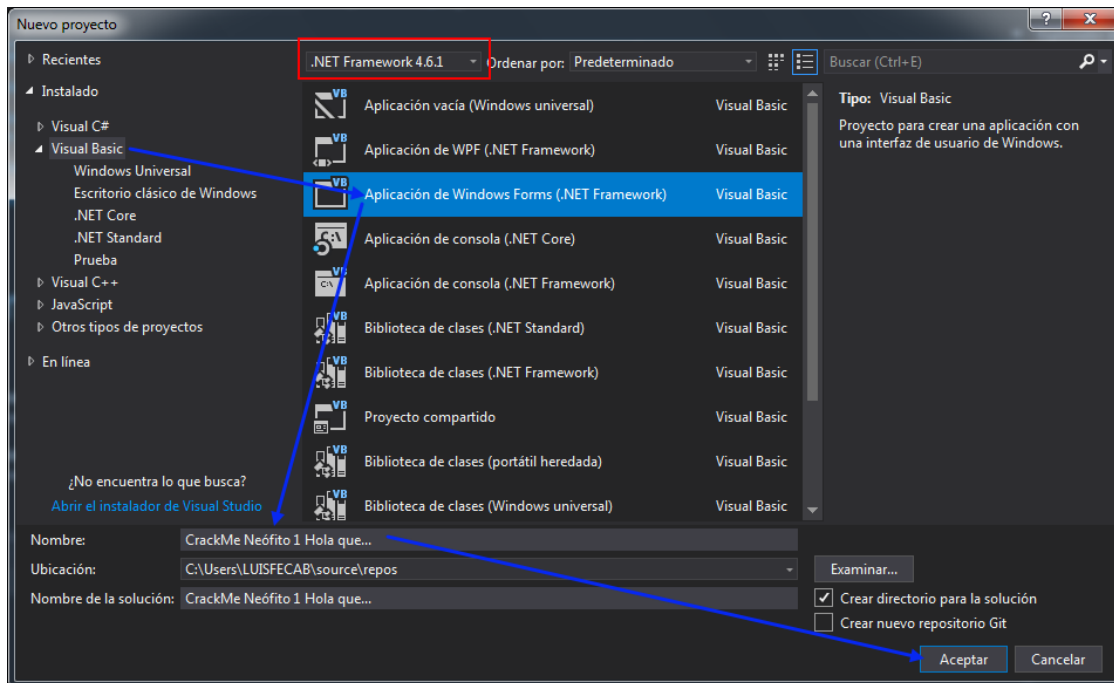 Nuevo proyecto
Recientes
Instalado
Visual C#
Visual Basic
Windows Universal
Escritorio clásico de Windows
.NET Core
.NET Standard
Prueba
Visual C++
JavaScript
Otros tipos de proyectos
En línea
¿No encuentra lo que busca?
Abrir el instalador de Visual Studio
.NET Framework 4.6.1 Ordenar por: Predeterminado
Buscar (Ctrl+E)
Aplicación vacía (Windows universal) Visual Basic
Aplicación de WPF (.NET Framework) Visual Basic
Aplicación de Windows Forms (.NET Framework) Visual Basic
Aplicación de consola (.NET Core) Visual Basic
Aplicación de consola (.NET Framework) Visual Basic
Biblioteca de clases (.NET Standard) Visual Basic
Biblioteca de clases (.NET Framework) Visual Basic
Proyecto compartido Visual Basic
Biblioteca de clases (portátil heredada) Visual Basic
Biblioteca de clases (Windows universal) Visual Basic
Tipo: Visual Basic
Proyecto para crear una aplicación con
una interfaz de usuario de Windows.
Nombre: CrackMe Neófito 1 Hola que...
Ubicación: C:\Users\LUISFECAB\source\repos
Nombre de la solución: CrackMe Neófito 1 Hola que...
Examinar...
Crear directorio para la solución
Crear nuevo repositorio Git
Aceptar Cancelar